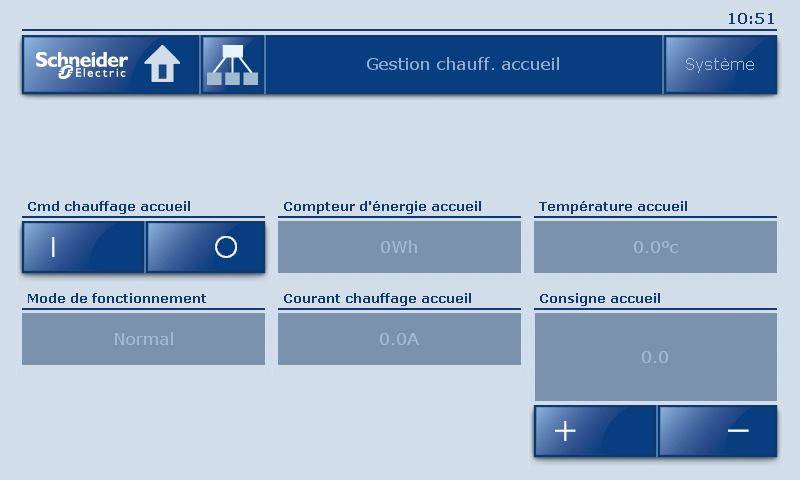 10:51
Schneider
Electric
Gestion chauff. accueil
Système
Cmd chauffage accueil
Compteur d'énergie accueil
Température accueil
I
O
0Wh
0.0ºc
Mode de fonctionnement
Courant chauffage accueil
Consigne accueil
Normal
0.0A
0.0
+
−